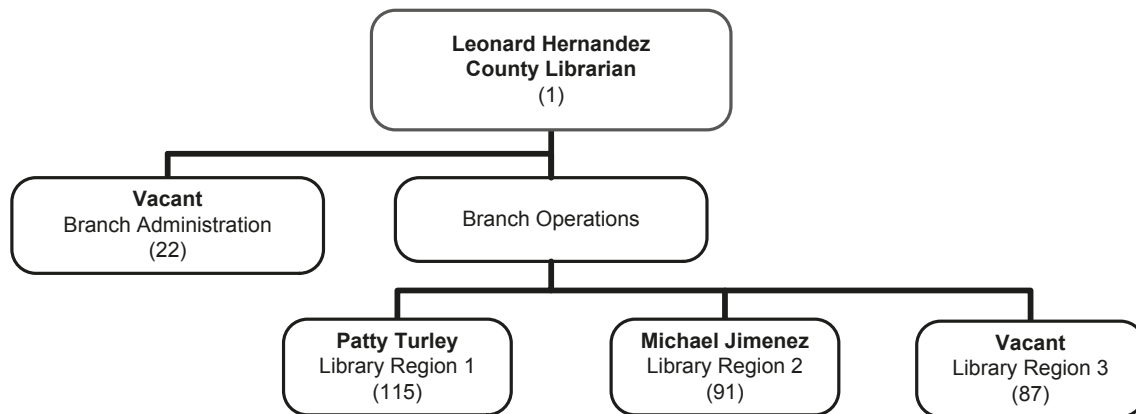 Leonard Hernandez
County Librarian
(1)
Vacant
Branch Administration
(22)
Branch Operations
Patty Turley
Library Region 1
(115)
Michael Jimenez
Library Region 2
(91)
Vacant
Library Region 3
(87)